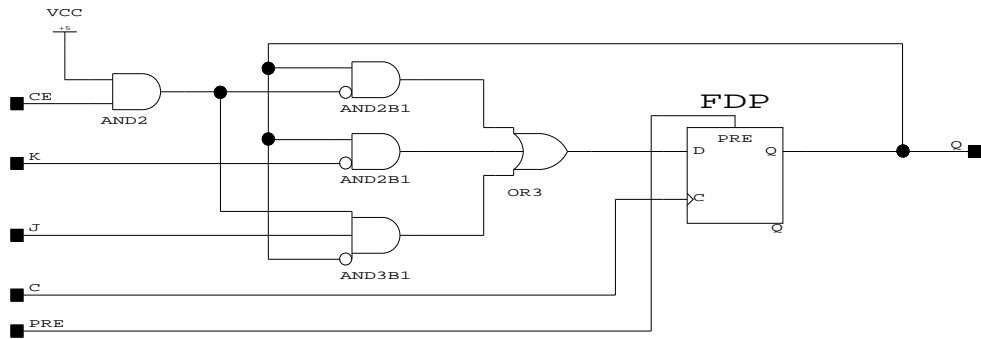 VCC
+5
CE
AND2
AND2B1
FDP
PRE
K
AND2B1
D
Q
Q
OR3
C
J
Q
AND3B1
C
PRE